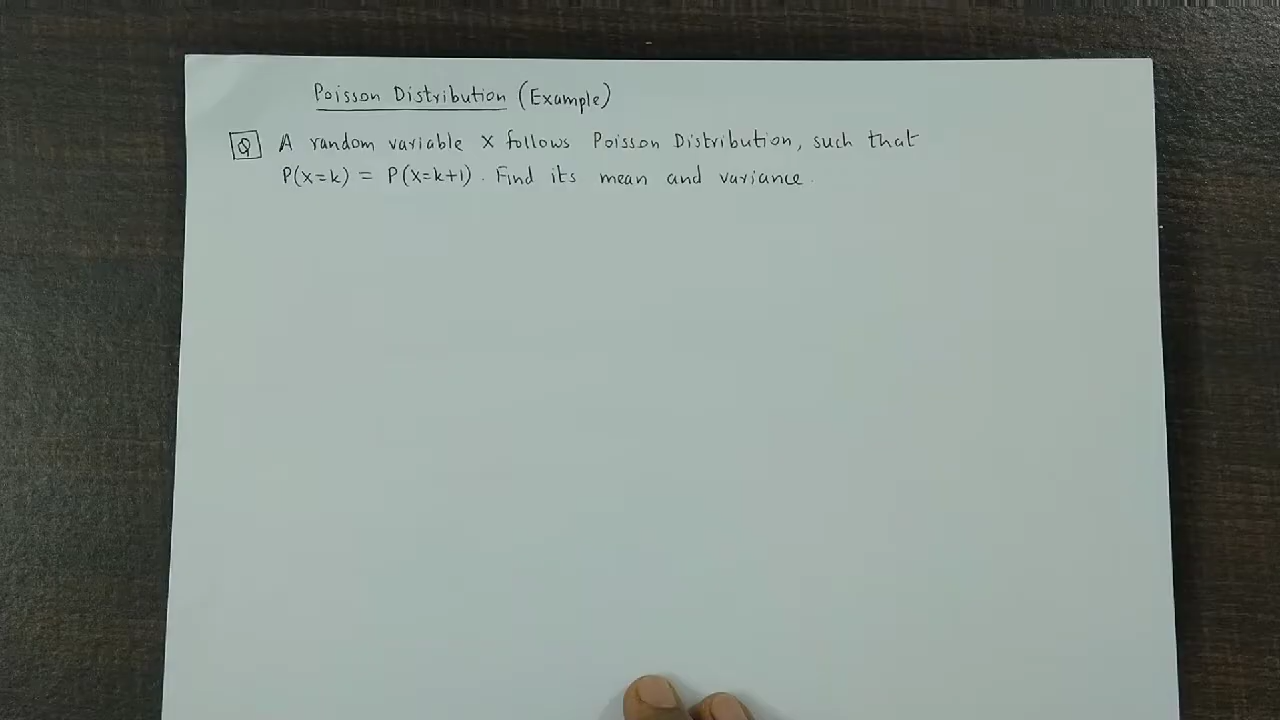 Poisson Distribution (Example)
Q A random variable X follows Poisson Distribution, such that
P(X=k) = P(X=k+1). Find its mean and variance.